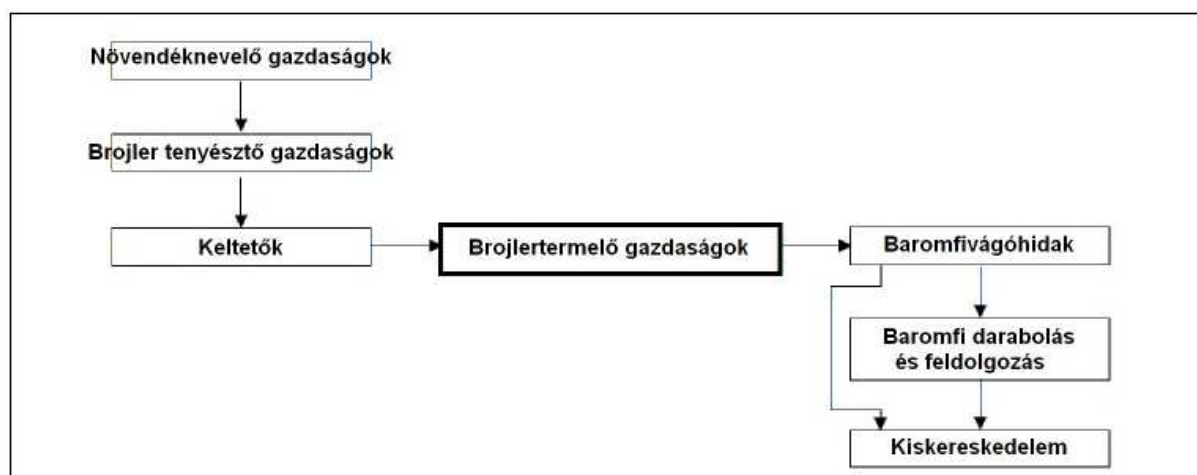 Növendéknevelő gazdaságok
Brojler tenyésztő gazdaságok
Keltetők
Brojlertermelő gazdaságok
Baromfivágóhidak
Baromfi darabolás
és feldolgozás
Kiskereskedelem